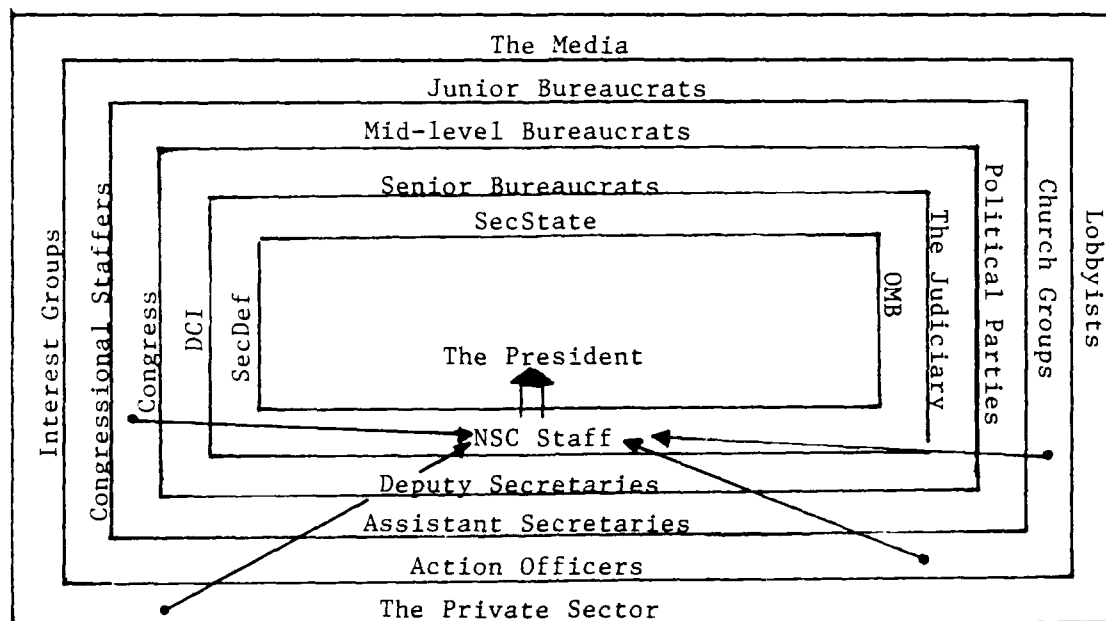 The Media
Junior Bureaucrats
Mid-level Bureaucrats
Senior Bureaucrats
SecState
Interest Groups
Congressional Staffers
Congress
DCI
SecDef
The President
OMB
The Judiciary
Political Parties
Church Groups
Lobbyists
NSC Staff
Deputy Secretaries
Assistant Secretaries
Action Officers
The Private Sector